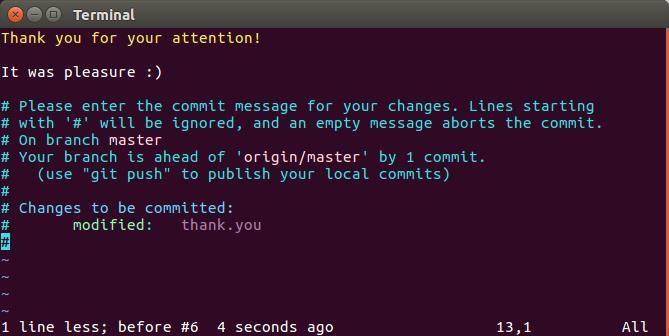 Terminal
Thank you for your attention!
It was pleasure :)
# Please enter the commit message for your changes. Lines starting
# with '#' will be ignored, and an empty message aborts the commit.
# On branch master
# Your branch is ahead of 'origin/master' by 1 commit.
#   (use "git push" to publish your local commits)
#
# Changes to be committed:
#       modified:   thank.you
#
~
~
~
~
1 line less; before #6  4 seconds ago                  13,1          All